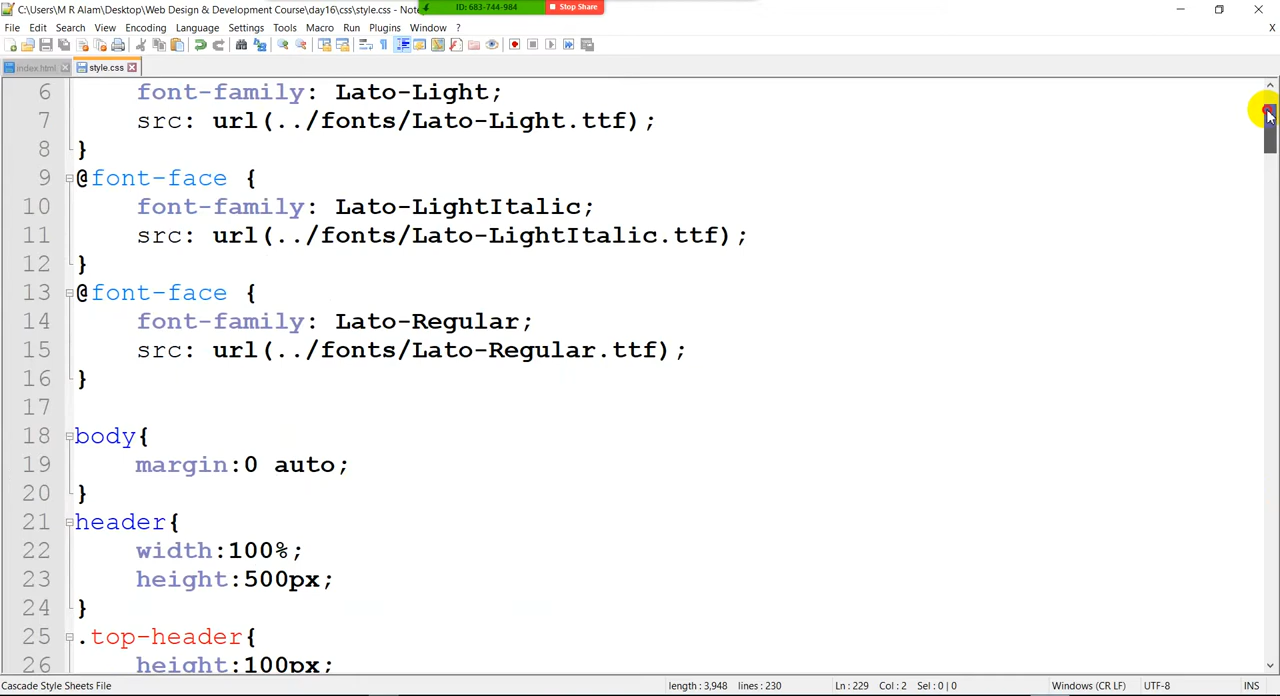 C:\Users\M R Alam\Desktop\Web Design & Development Course\day16\css\style.css - Note
ID: 683-744-984
Stop Share
File Edit Search View Encoding Language Settings Tools Macro Run Plugins Window ? X
index.html style.css
6 font-family: Lato-Light;
7 src: url(../fonts/Lato-Light.ttf);
8 }
9 @font-face {
10 font-family: Lato-LightItalic;
11 src: url(../fonts/Lato-LightItalic.ttf);
12 }
13 @font-face {
14 font-family: Lato-Regular;
15 src: url(../fonts/Lato-Regular.ttf);
16 }
17
18 body{
19 margin:0 auto;
20 }
21 header{
22 width:100%;
23 height:500px;
24 }
25 .top-header{
26 height:100px;
Cascade Style Sheets File length : 3,948 lines : 230 Ln : 229 Col : 2 Sel : 0 | 0 Windows (CR LF) UTF-8 INS